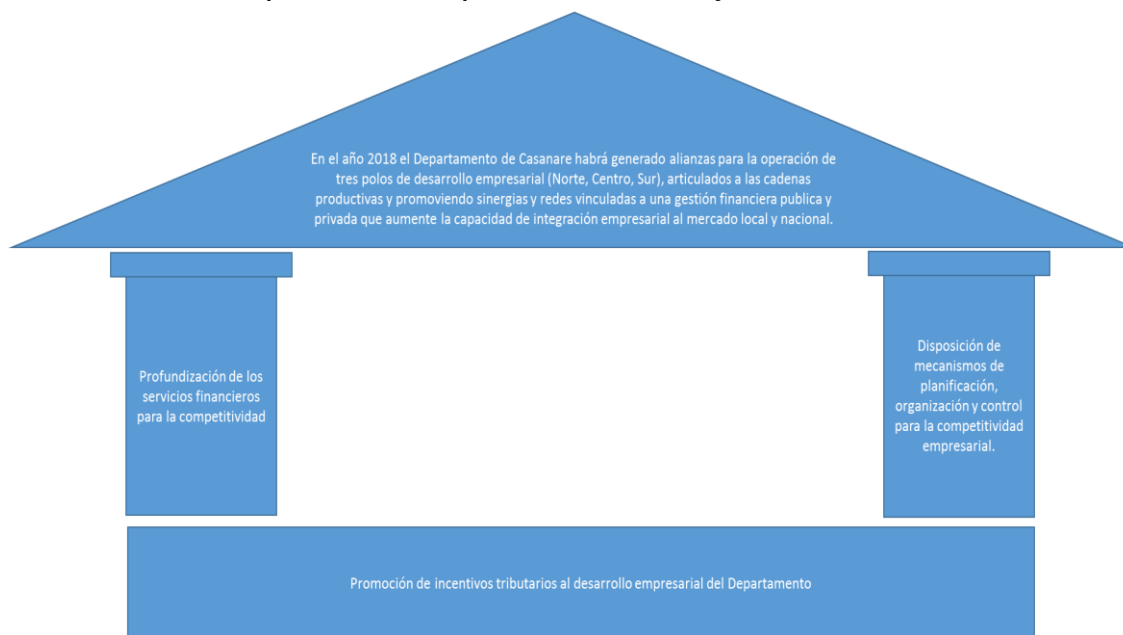 En el año 2018 el Departamento de Casanare habrá generado alianzas para la operación de
tres polos de desarrollo empresarial (Norte, Centro, Sur), articulados a las cadenas
productivas y promoviendo sinergias y redes vinculadas a una gestión financiera publica y
privada que aumente la capacidad de integración empresarial al mercado local y nacional.
Profundización de los
servicios financieros
para la competitividad
Disposición de
mecanismos de
planificación,
organización y control
para la competitividad
empresarial.
Promoción de incentivos tributarios al desarrollo empresarial del Departamento